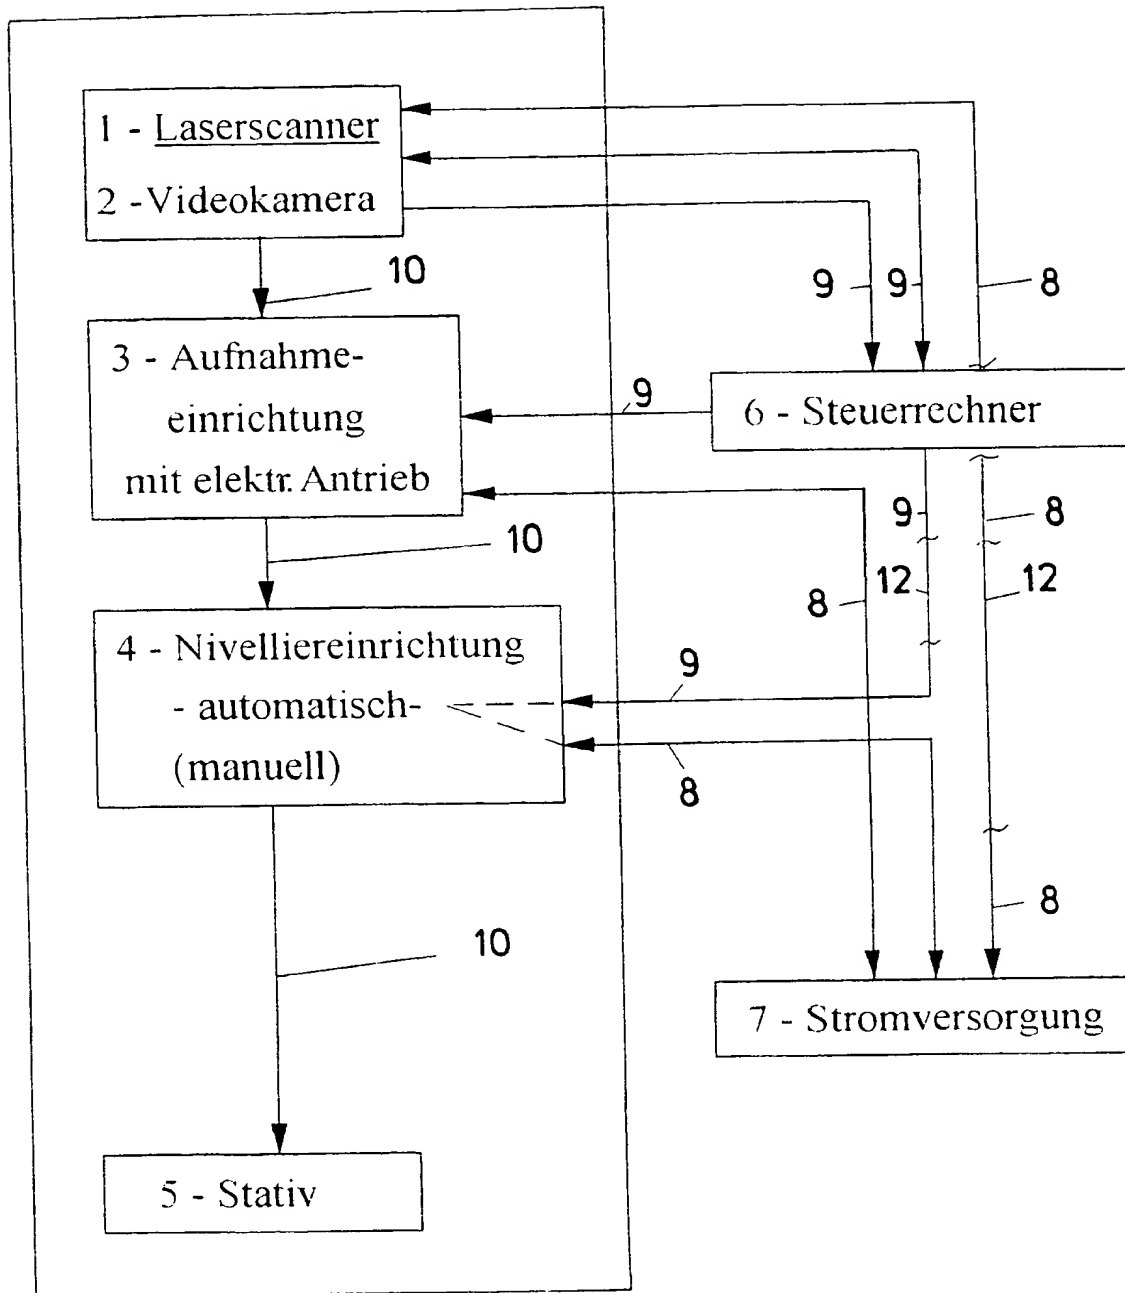 1 - Laserscanner
2 - Videokamera
10
9
9
8
3 - Aufnahme-
einrichtung
mit elektr. Antrieb
9
6 - Steuerrechner
10
9
8
8
12
12
4 - Nivelliereinrichtung
- automatisch-
(manuell)
9
8
8
10
7 - Stromversorgung
5 - Stativ